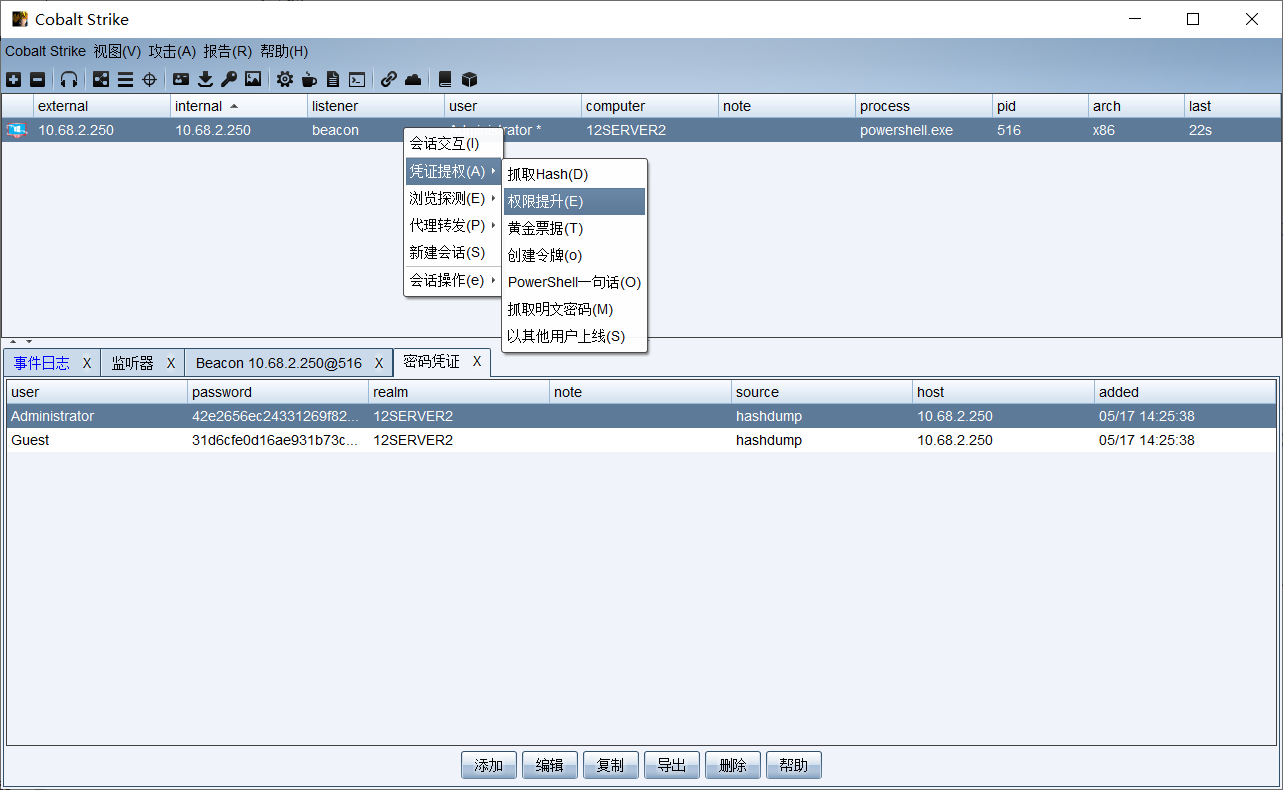 Cobalt Strike
Cobalt Strike 视图(V) 攻击(A) 报告(R) 帮助(H)
external internal listener user computer note process pid arch last
10.68.2.250 10.68.2.250 beacon Administrator * 12SERVER2 powershell.exe 516 x86 22s
会话交互(I)
凭证提权(A)
浏览探测(E)
代理转发(P)
新建会话(S)
会话操作(e)
抓取Hash(D)
权限提升(E)
黄金票据(T)
创建令牌(o)
PowerShell一句话(O)
抓取明文密码(M)
以其他用户上线(S)
事件日志 X 监听器 X Beacon 10.68.2.250@516 X 密码凭证 X
user password realm note source host added
Administrator 42e2656ec24331269f82... 12SERVER2 hashdump 10.68.2.250 05/17 14:25:38
Guest 31d6cfe0d16ae931b73c... 12SERVER2 hashdump 10.68.2.250 05/17 14:25:38
添加 编辑 复制 导出 删除 帮助